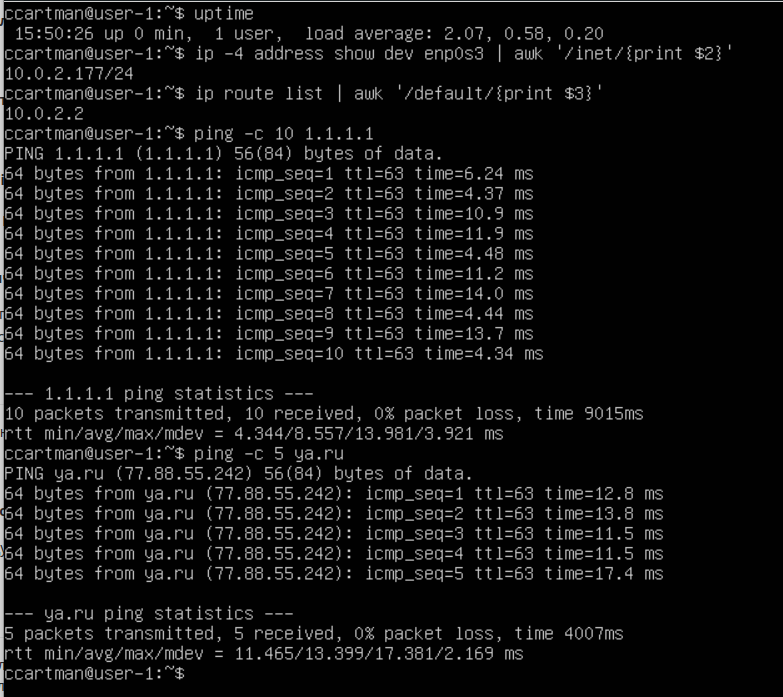 ccartman@user-1:~$ uptime
 15:50:26 up 0 min,  1 user,  load average: 2.07, 0.58, 0.20
ccartman@user-1:~$ ip -4 address show dev enp0s3 | awk '/inet/{print $2}'
10.0.2.177/24
ccartman@user-1:~$ ip route list | awk '/default/{print $3}'
10.0.2.2
ccartman@user-1:~$ ping -c 10 1.1.1.1
PING 1.1.1.1 (1.1.1.1) 56(84) bytes of data.
64 bytes from 1.1.1.1: icmp_seq=1 ttl=63 time=6.24 ms
64 bytes from 1.1.1.1: icmp_seq=2 ttl=63 time=4.37 ms
64 bytes from 1.1.1.1: icmp_seq=3 ttl=63 time=10.9 ms
64 bytes from 1.1.1.1: icmp_seq=4 ttl=63 time=11.9 ms
64 bytes from 1.1.1.1: icmp_seq=5 ttl=63 time=4.48 ms
64 bytes from 1.1.1.1: icmp_seq=6 ttl=63 time=11.2 ms
64 bytes from 1.1.1.1: icmp_seq=7 ttl=63 time=14.0 ms
64 bytes from 1.1.1.1: icmp_seq=8 ttl=63 time=4.44 ms
64 bytes from 1.1.1.1: icmp_seq=9 ttl=63 time=13.7 ms
64 bytes from 1.1.1.1: icmp_seq=10 ttl=63 time=4.34 ms

--- 1.1.1.1 ping statistics ---
10 packets transmitted, 10 received, 0% packet loss, time 9015ms
rtt min/avg/max/mdev = 4.344/8.557/13.981/3.921 ms
ccartman@user-1:~$ ping -c 5 ya.ru
PING ya.ru (77.88.55.242) 56(84) bytes of data.
64 bytes from ya.ru (77.88.55.242): icmp_seq=1 ttl=63 time=12.8 ms
64 bytes from ya.ru (77.88.55.242): icmp_seq=2 ttl=63 time=13.8 ms
64 bytes from ya.ru (77.88.55.242): icmp_seq=3 ttl=63 time=11.5 ms
64 bytes from ya.ru (77.88.55.242): icmp_seq=4 ttl=63 time=11.5 ms
64 bytes from ya.ru (77.88.55.242): icmp_seq=5 ttl=63 time=17.4 ms

--- ya.ru ping statistics ---
5 packets transmitted, 5 received, 0% packet loss, time 4007ms
rtt min/avg/max/mdev = 11.465/13.399/17.381/2.169 ms
ccartman@user-1:~$